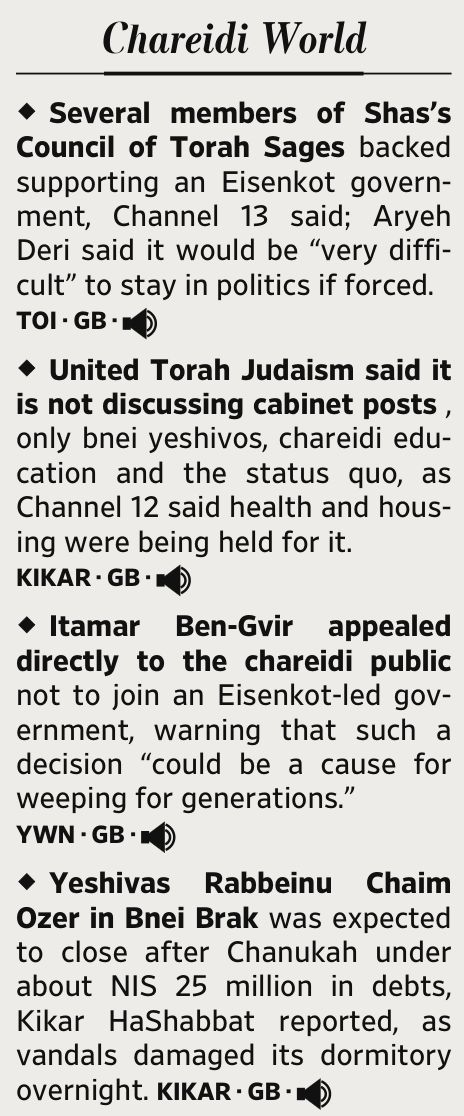 Chareidi World
◆ Several members of Shas’s
Council of Torah Sages backed
supporting an Eisenkot govern-
ment, Channel 13 said; Aryeh
Deri said it would be “very diffi-
cult” to stay in politics if forced.
TOI · GB ·
◆ United Torah Judaism said it
is not discussing cabinet posts ,
only bnei yeshivos, chareidi edu-
cation and the status quo, as
Channel 12 said health and hous-
ing were being held for it.
KIKAR · GB ·
◆ Itamar Ben-Gvir appealed
directly to the chareidi public
not to join an Eisenkot-led gov-
ernment, warning that such a
decision “could be a cause for
weeping for generations.”
YWN · GB ·
◆ Yeshivas Rabbeinu Chaim
Ozer in Bnei Brak was expected
to close after Chanukah under
about NIS 25 million in debts,
Kikar HaShabbat reported, as
vandals damaged its dormitory
overnight. KIKAR · GB ·